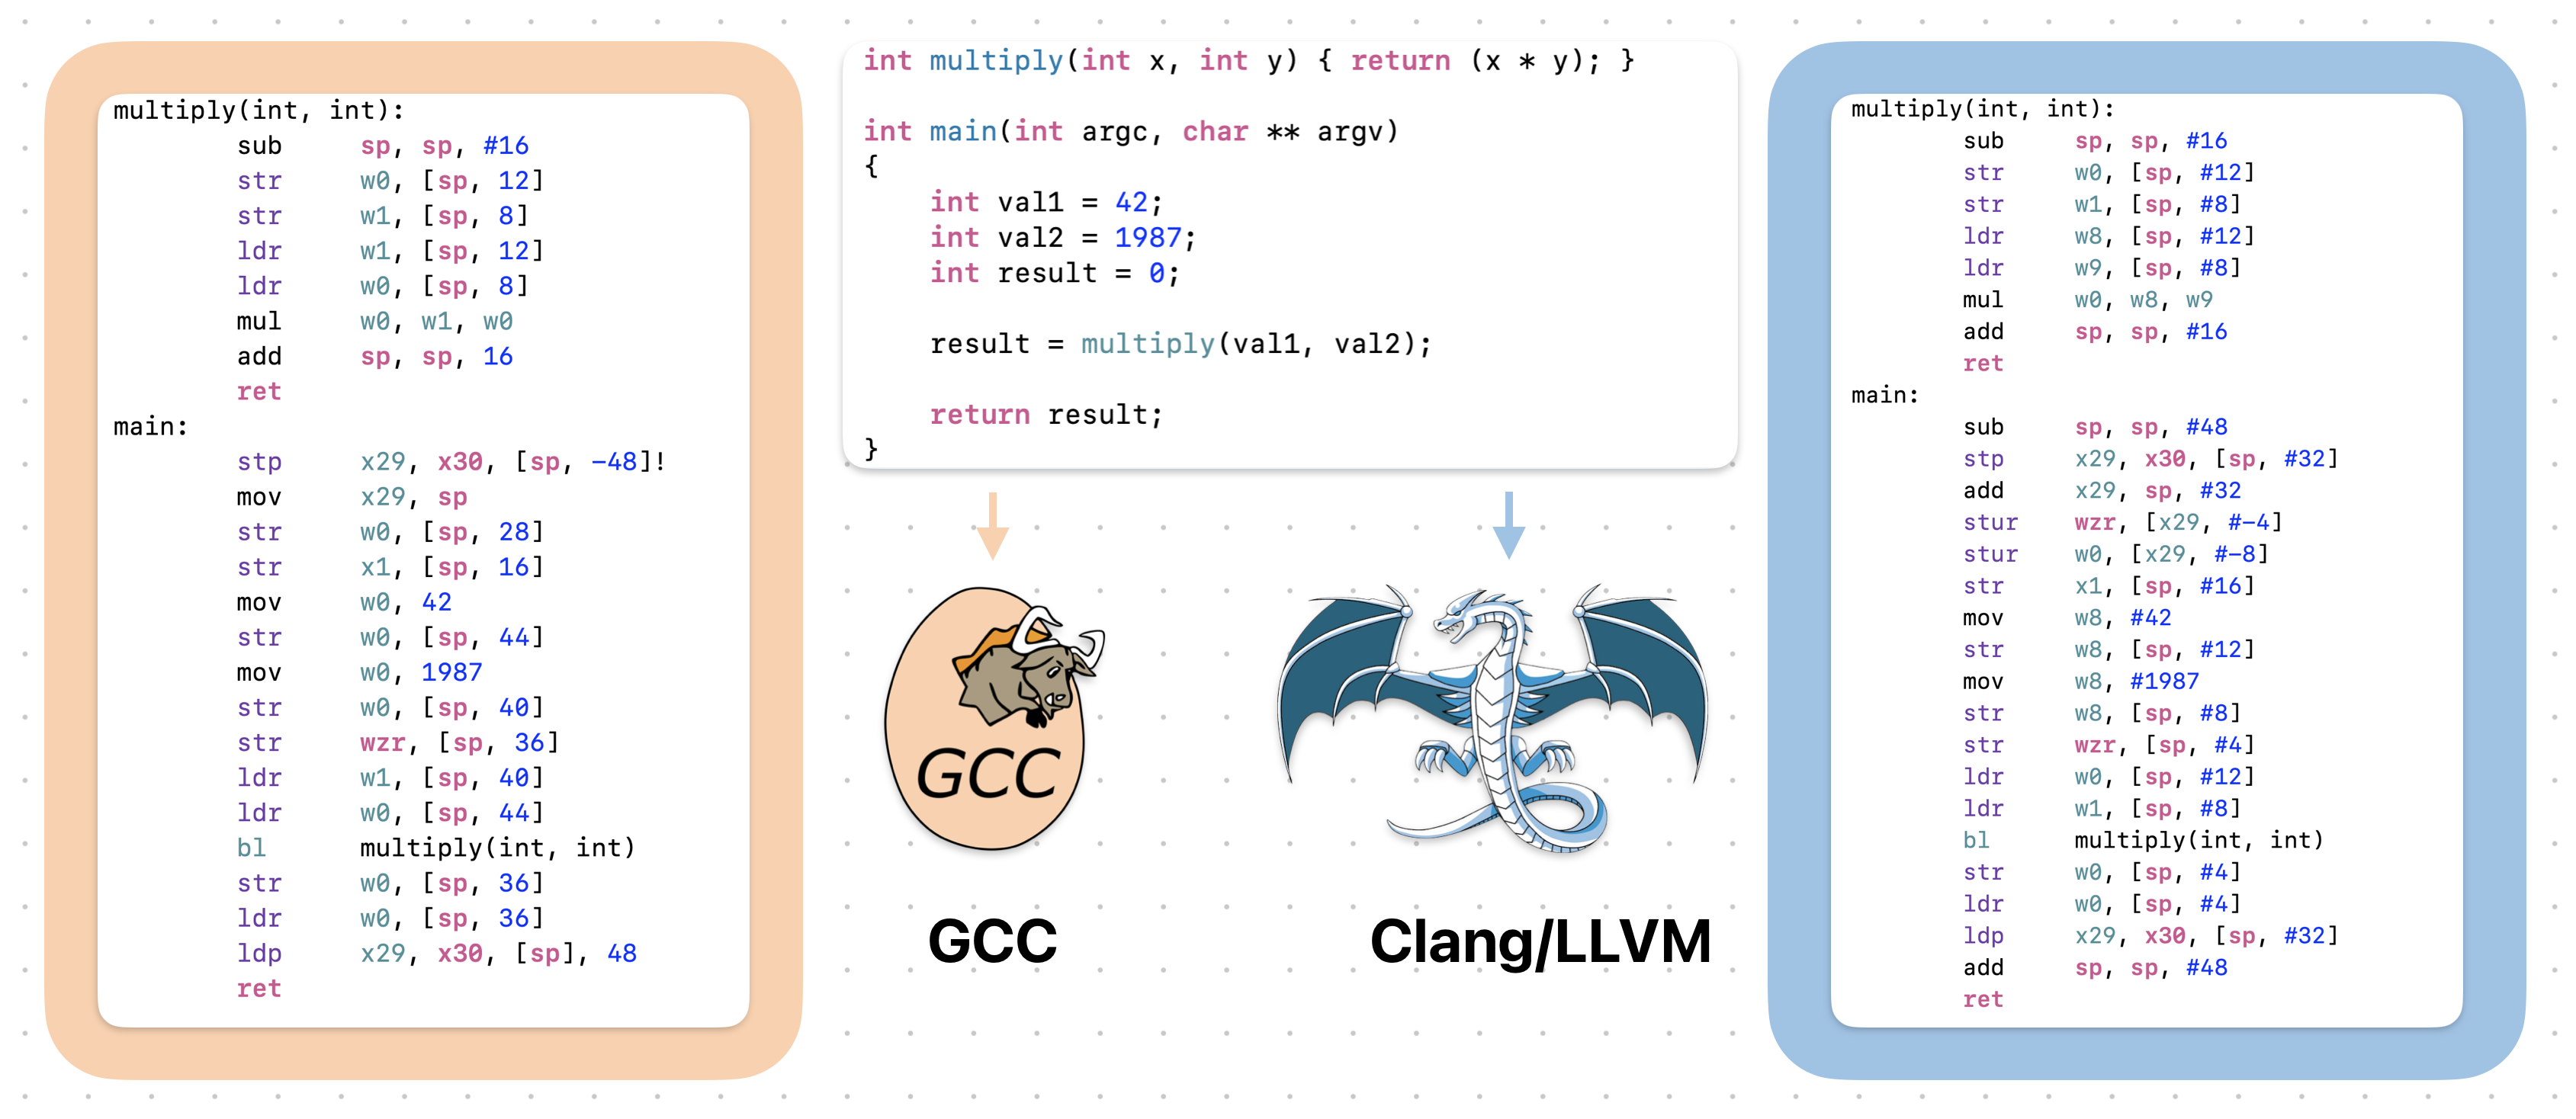 multiply(int, int):
sub sp, sp, #16
str w0, [sp, 12]
str w1, [sp, 8]
ldr w1, [sp, 12]
ldr w0, [sp, 8]
mul w0, w1, w0
add sp, sp, 16
ret
main:
stp x29, x30, [sp, -48]!
mov x29, sp
str w0, [sp, 28]
str x1, [sp, 16]
mov w0, 42
str w0, [sp, 44]
mov w0, 1987
str w0, [sp, 40]
str wzr, [sp, 36]
ldr w1, [sp, 40]
ldr w0, [sp, 44]
bl multiply(int, int)
str w0, [sp, 36]
ldr w0, [sp, 36]
ldp x29, x30, [sp], 48
ret
int multiply(int x, int y) { return (x * y); }
int main(int argc, char ** argv)
{
int val1 = 42;
int val2 = 1987;
int result = 0;
result = multiply(val1, val2);
return result;
}
GCC
GCC
Clang/LLVM
multiply(int, int):
sub sp, sp, #16
str w0, [sp, #12]
str w1, [sp, #8]
ldr w8, [sp, #12]
ldr w9, [sp, #8]
mul w0, w8, w9
add sp, sp, #16
ret
main:
sub sp, sp, #48
stp x29, x30, [sp, #32]
add x29, sp, #32
stur wzr, [x29, #-4]
stur w0, [x29, #-8]
str x1, [sp, #16]
mov w8, #42
str w8, [sp, #12]
mov w8, #1987
str w8, [sp, #8]
str wzr, [sp, #4]
ldr w0, [sp, #12]
ldr w1, [sp, #8]
bl multiply(int, int)
str w0, [sp, #4]
ldr w0, [sp, #4]
ldp x29, x30, [sp, #32]
add sp, sp, #48
ret